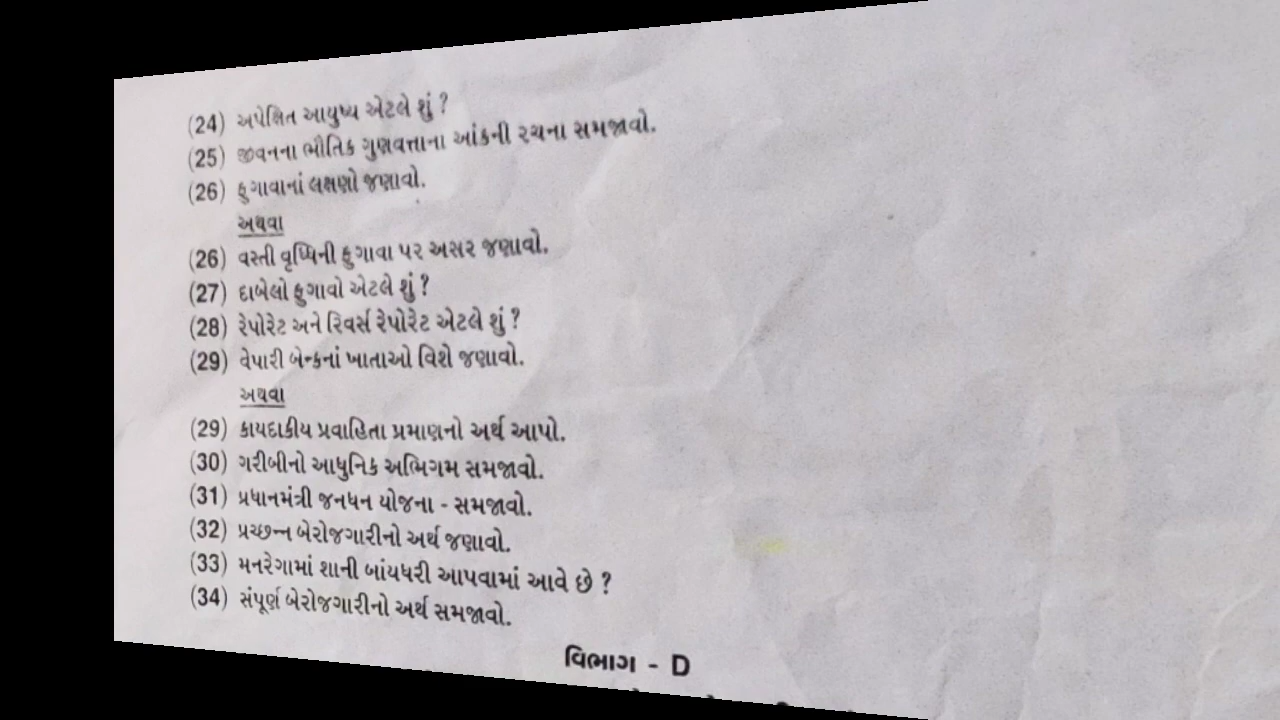 (24) અપેક્ષિત આયુષ્ય એટલે શું ?
(25) જીવનના ભૌતિક ગુણવત્તાના આંકની રચના સમજાવો.
(26) ફુગાવાનાં લક્ષણો જણાવો.
અથવા
(26) વસ્તી વૃધ્ધિની ફુગાવા પર અસર જણાવો.
(27) દાબેલો ફુગાવો એટલે શું ?
(28) રેપોરેટ અને રિવર્સ રેપોરેટ એટલે શું ?
(29) વેપારી બેન્કનાં ખાતાઓ વિશે જણાવો.
અથવા
(29) કાયદાકીય પ્રવાહિતા પ્રમાણનો અર્થ આપો.
(30) ગરીબીનો આધુનિક અભિગમ સમજાવો.
(31) પ્રધાનમંત્રી જનધન યોજના - સમજાવો.
(32) પ્રચ્છન્ન બેરોજગારીનો અર્થ જણાવો.
(33) મનરેગામાં શાની બાંયધરી આપવામાં આવે છે ?
(34) સંપૂર્ણ બેરોજગારીનો અર્થ સમજાવો.
વિભાગ - D